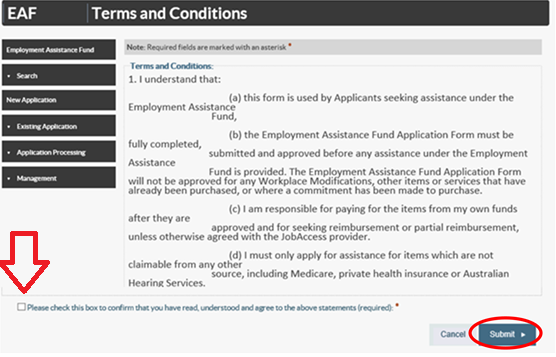 EAF Terms and Conditions
Employment Assistance Fund
• Search
New Application
• Existing Application
• Application Processing
• Management
Note: Required fields are marked with an asterisk *
Terms and Conditions:
1. I understand that:
(a) this form is used by Applicants seeking assistance under the
Employment Assistance
Fund,
(b) the Employment Assistance Fund Application Form must be
fully completed,
submitted and approved before any assistance under the Employment
Assistance
Fund is provided. The Employment Assistance Fund Application Form
will not be approved for any Workplace Modifications, other items or services that have
already been purchased, or where a commitment has been made to purchase.
(c) I am responsible for paying for the items from my own funds
after they are
approved and for seeking reimbursement or partial reimbursement,
unless otherwise agreed with the JobAccess provider.
(d) I must only apply for assistance for items which are not
claimable from any other
source, including Medicare, private health insurance or Australian
Hearing Services.
Please check this box to confirm that you have read, understood and agree to the above statements (required): *
Cancel
Submit